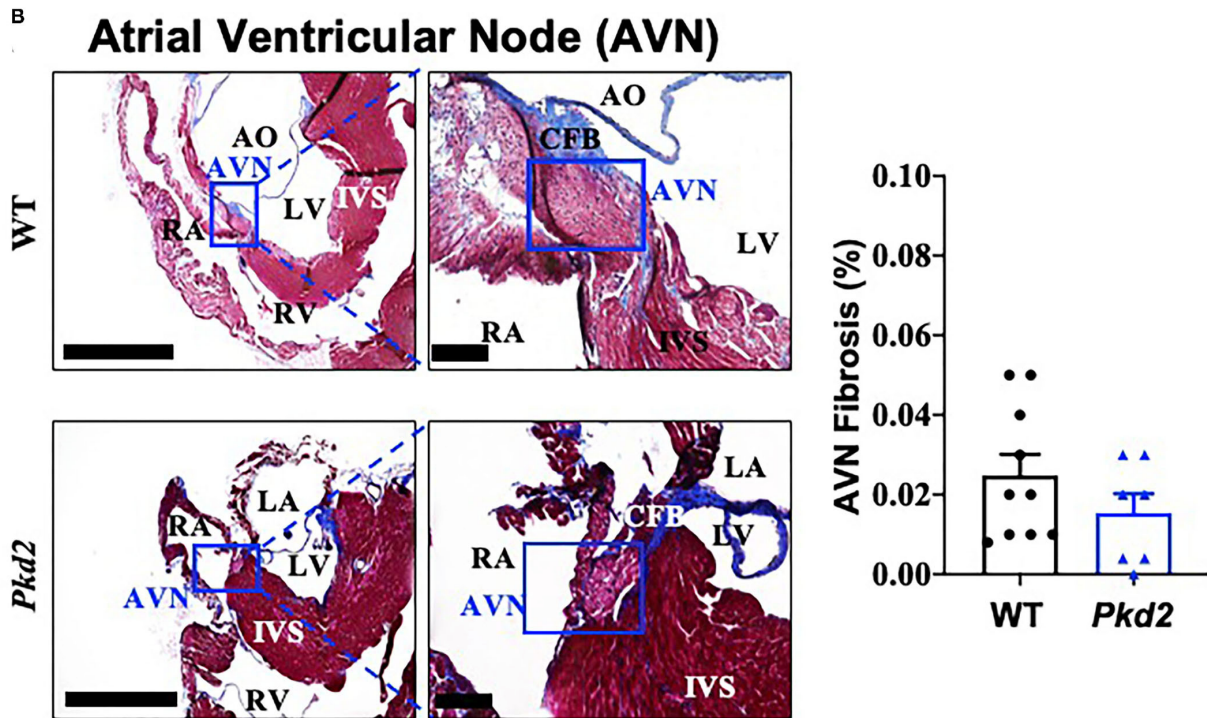 B
Atrial Ventricular Node (AVN)
WT
AO
AVN
LV
IVS
RA
RV
AO
CFB
AVN
LV
RA
IVS
Pkd2
LA
RA
LV
AVN
IVS
RV
LA
CFB
LV
RA
AVN
IVS
AVN Fibrosis (%)
0.10
0.08
0.06
0.04
0.02
0.00
WT
Pkd2